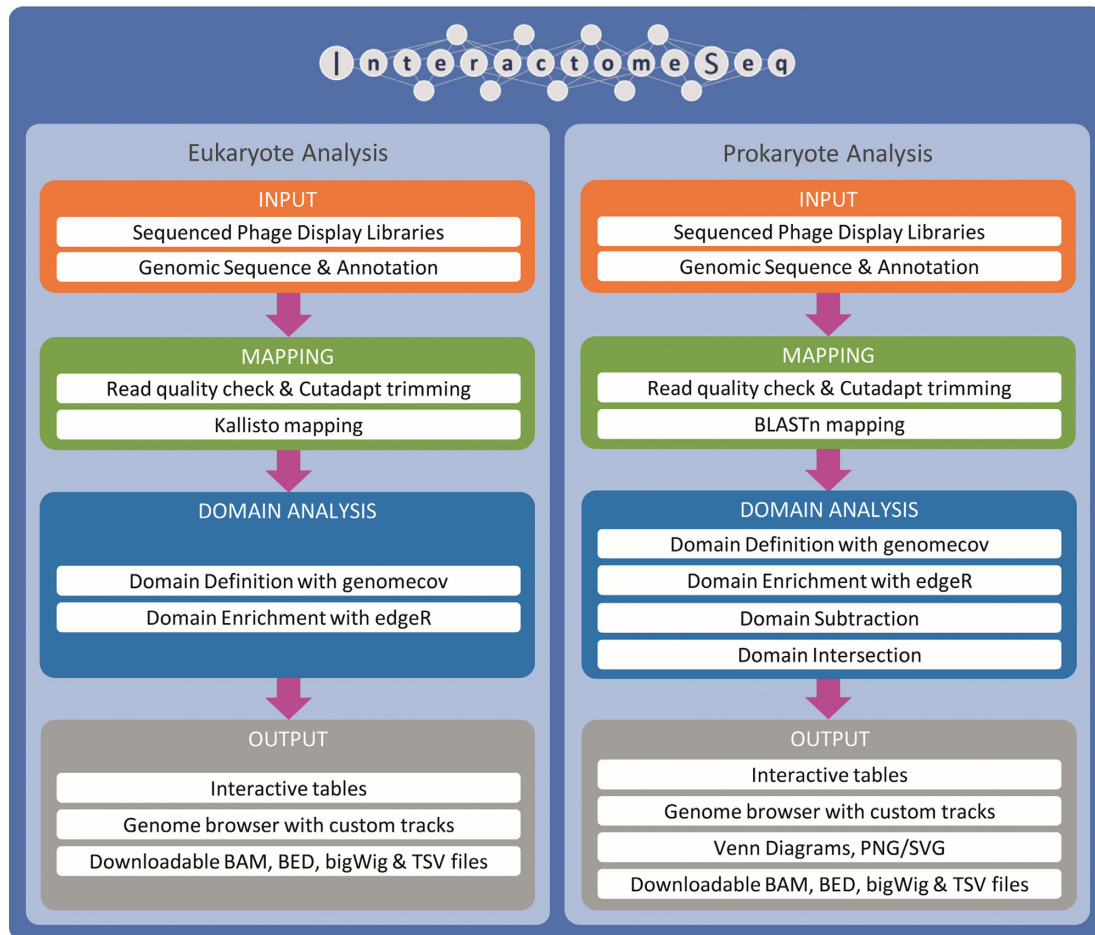 InteractomeSeq
Eukaryote Analysis
INPUT
Sequenced Phage Display Libraries
Genomic Sequence & Annotation
MAPPING
Read quality check & Cutadapt trimming
Kallisto mapping
DOMAIN ANALYSIS
Domain Definition with genomecov
Domain Enrichment with edgeR
OUTPUT
Interactive tables
Genome browser with custom tracks
Downloadable BAM, BED, bigWig & TSV files
Prokaryote Analysis
INPUT
Sequenced Phage Display Libraries
Genomic Sequence & Annotation
MAPPING
Read quality check & Cutadapt trimming
BLASTn mapping
DOMAIN ANALYSIS
Domain Definition with genomecov
Domain Enrichment with edgeR
Domain Subtraction
Domain Intersection
OUTPUT
Interactive tables
Genome browser with custom tracks
Venn Diagrams, PNG/SVG
Downloadable BAM, BED, bigWig & TSV files